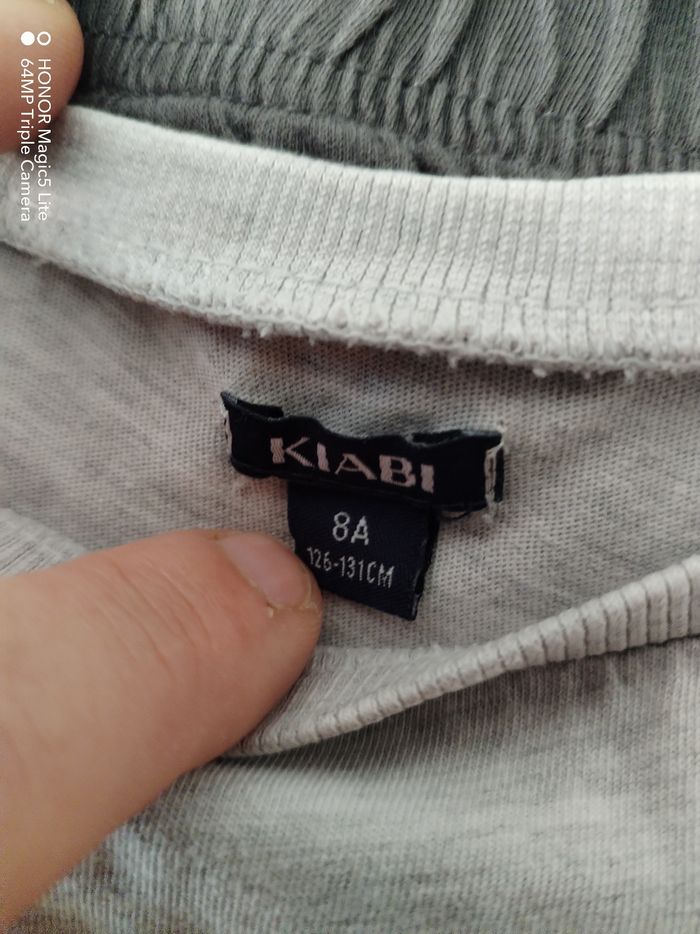 HONOR Magic5 Lite
64MP Triple Camera
KIABI
8A
126-131CM